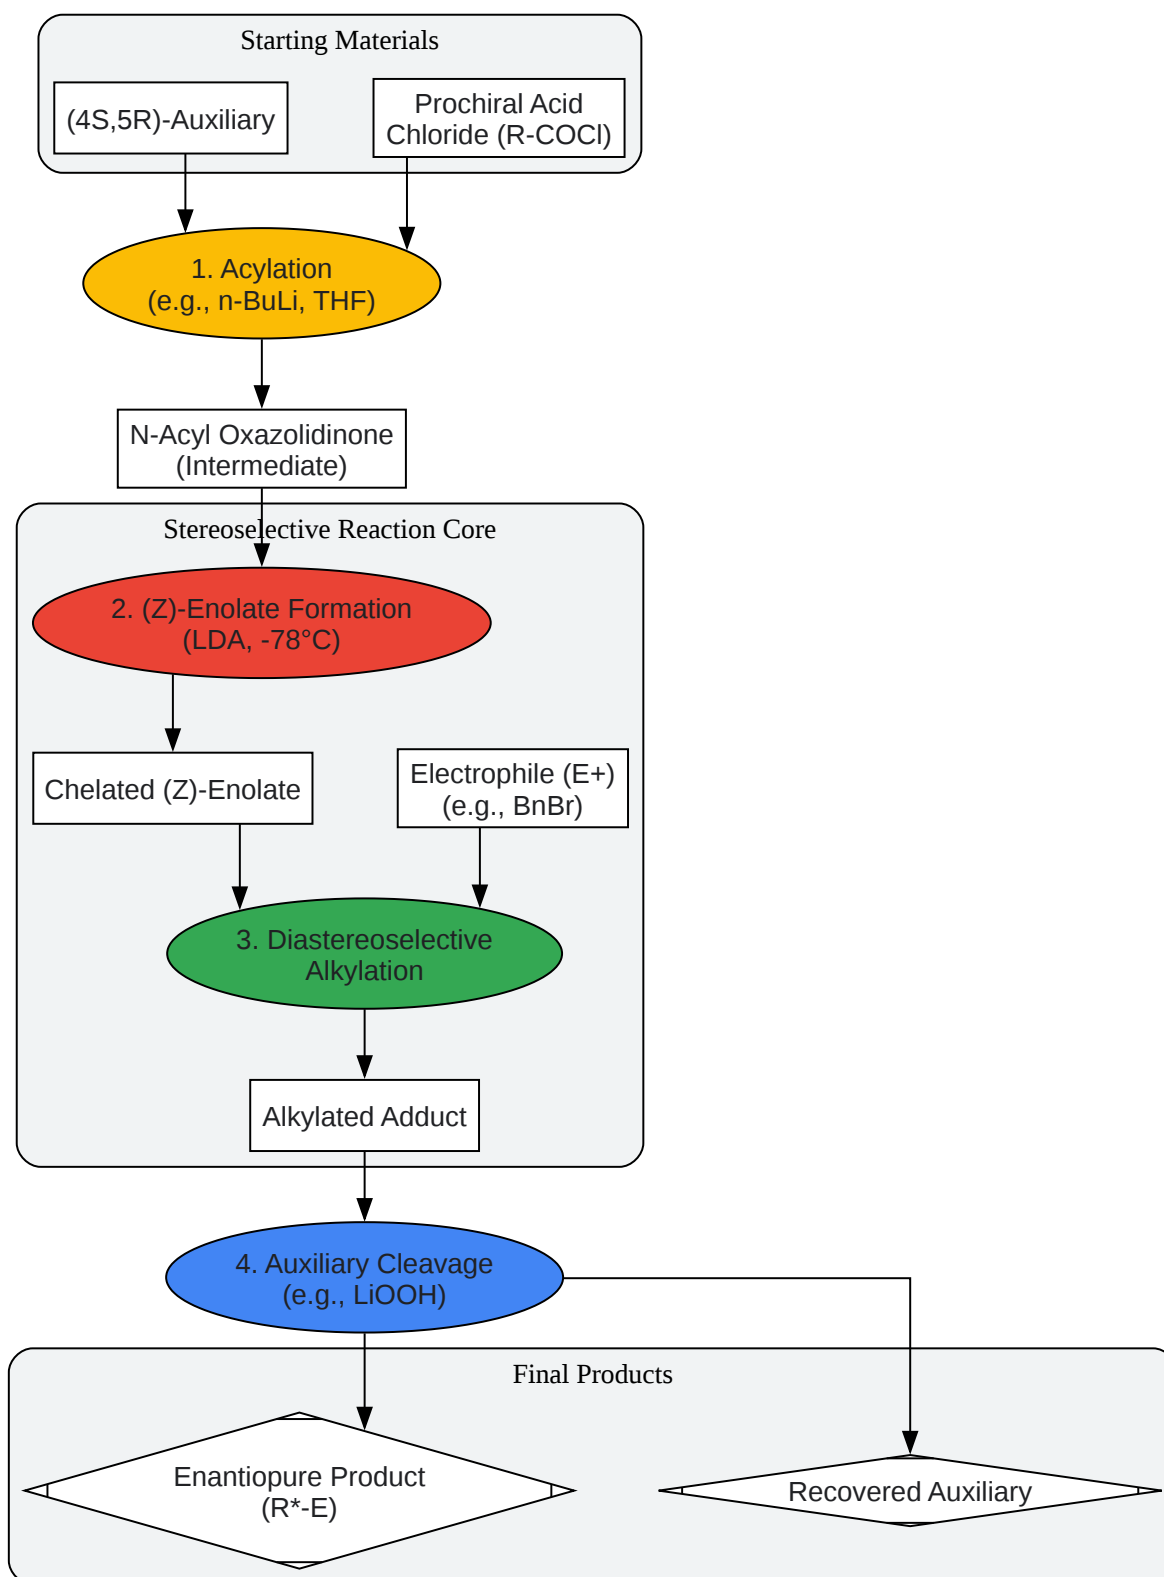 Starting Materials
(4S,5R)-Auxiliary
Prochiral Acid
Chloride (R-COCl)
1. Acylation
(e.g., n-BuLi, THF)
N-Acyl Oxazolidinone
(Intermediate)
Stereoselective Reaction Core
2. (Z)-Enolate Formation
(LDA, -78°C)
Chelated (Z)-Enolate
Electrophile (E+)
(e.g., BnBr)
3. Diastereoselective
Alkylation
Alkylated Adduct
4. Auxiliary Cleavage
(e.g., LiOOH)
Final Products
Enantiopure Product
(R*-E)
Recovered Auxiliary